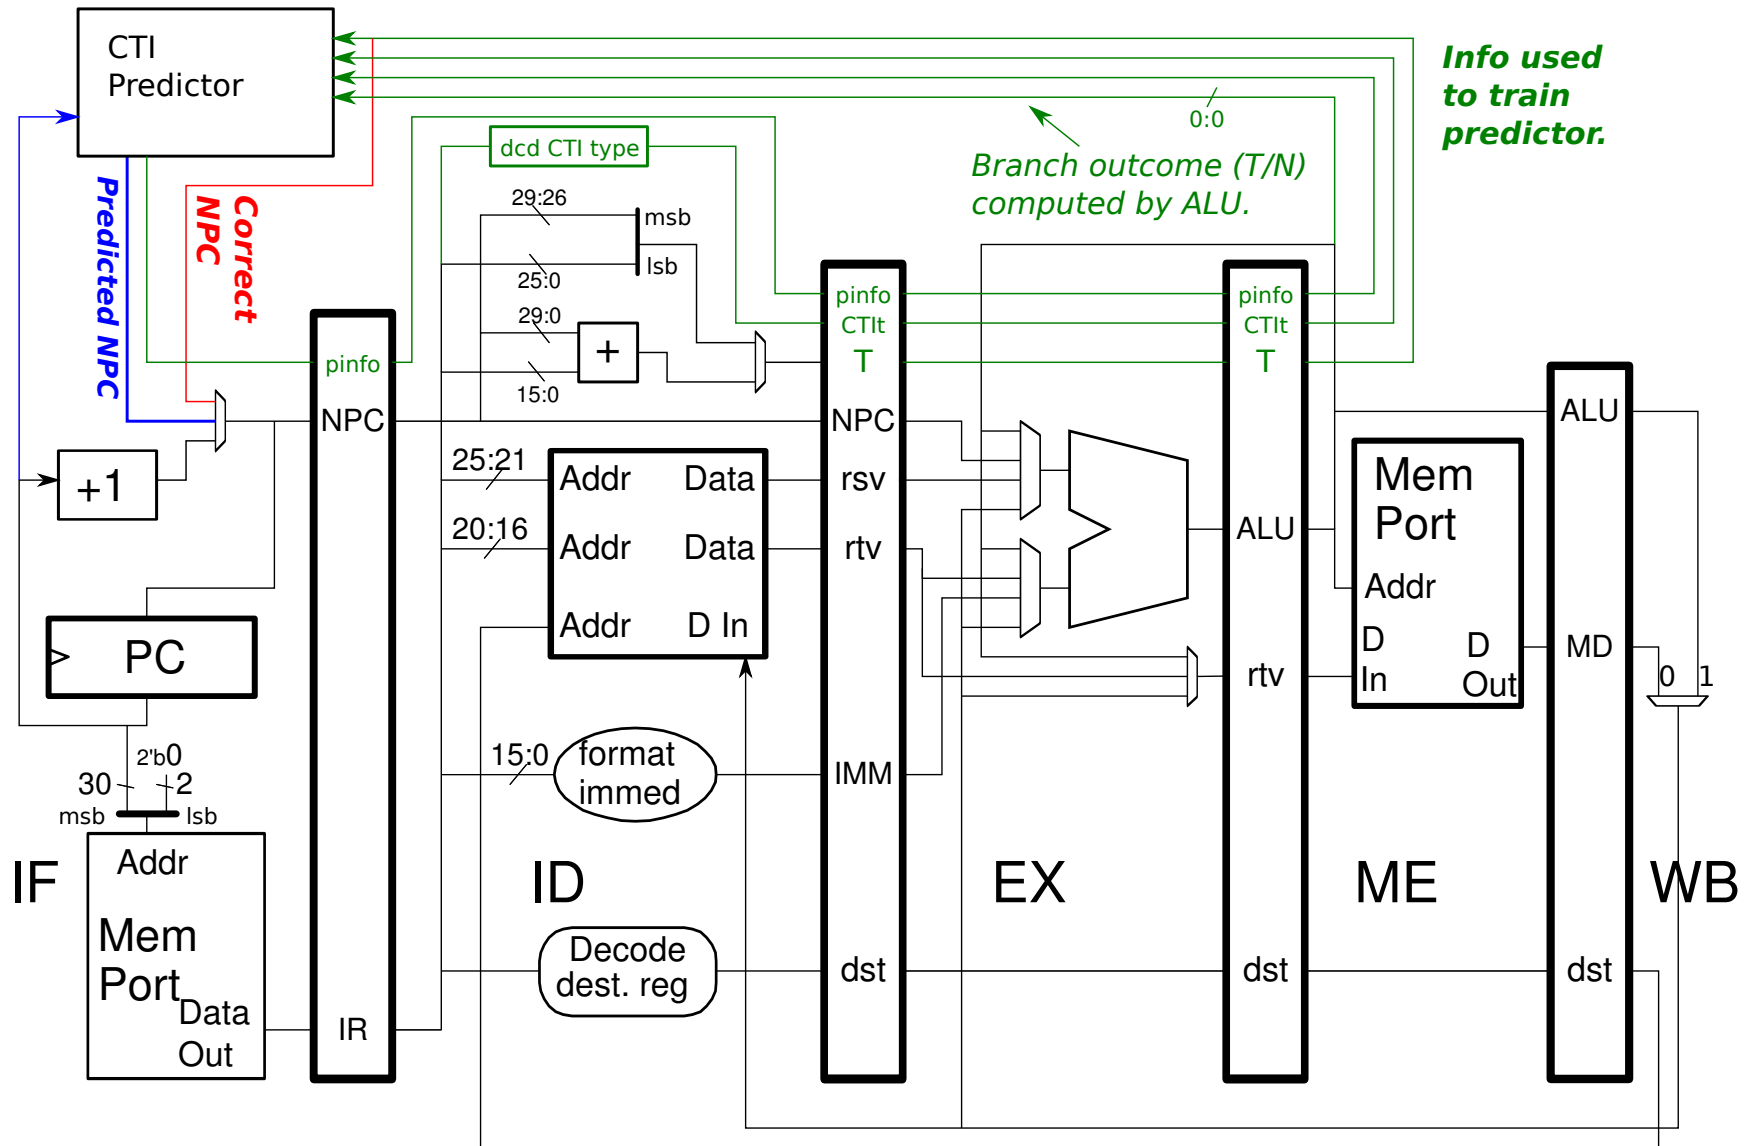 CTI
Predictor
Info used
to train
predictor.
0:0
dcd CTI type
Branch outcome (T/N)
computed by ALU.
Predicted NPC
Correct
NPC
29:26
msb
lsb
25:0
29:0
+
15:0
pinfo
pinfo
CTIt
T
pinfo
CTIt
T
NPC
NPC
ALU
+1
25:21
Addr
Data
rsv
20:16
Addr
Data
rtv
ALU
Mem
Port
Addr
D
In
D
Out
MD
0
1
Addr
D In
rtv
PC
2'b0
30
2
msb
lsb
15:0
format
immed
IMM
Addr
Mem
Port
Data
Out
IF
ID
EX
ME
WB
Decode
dest. reg
dst
dst
dst
IR